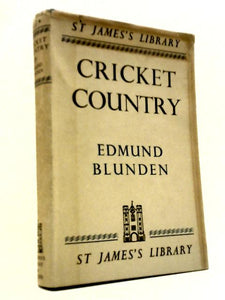 ST JAMES'S LIBRARY
CRICKET
COUNTRY
EDMUND
BLUNDEN
ST JAMES'S LIBRARY